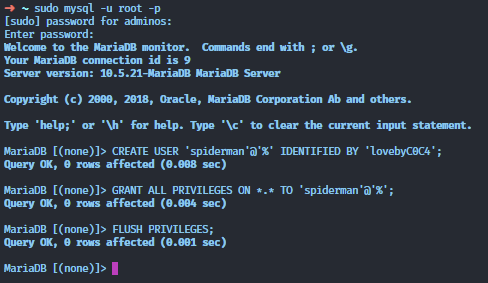 ➜ ~ sudo mysql -u root -p
[sudo] password for adminos:
Enter password:
Welcome to the MariaDB monitor.  Commands end with ; or \g.
Your MariaDB connection id is 9
Server version: 10.5.21-MariaDB MariaDB Server
Copyright (c) 2000, 2018, Oracle, MariaDB Corporation Ab and others.
Type 'help;' or '\h' for help. Type '\c' to clear the current input statement.
MariaDB [(none)]> CREATE USER 'spiderman'@'%' IDENTIFIED BY 'lovebyC0C4';
Query OK, 0 rows affected (0.008 sec)
MariaDB [(none)]> GRANT ALL PRIVILEGES ON *.* TO 'spiderman'@'%';
Query OK, 0 rows affected (0.004 sec)
MariaDB [(none)]> FLUSH PRIVILEGES;
Query OK, 0 rows affected (0.001 sec)
MariaDB [(none)]>